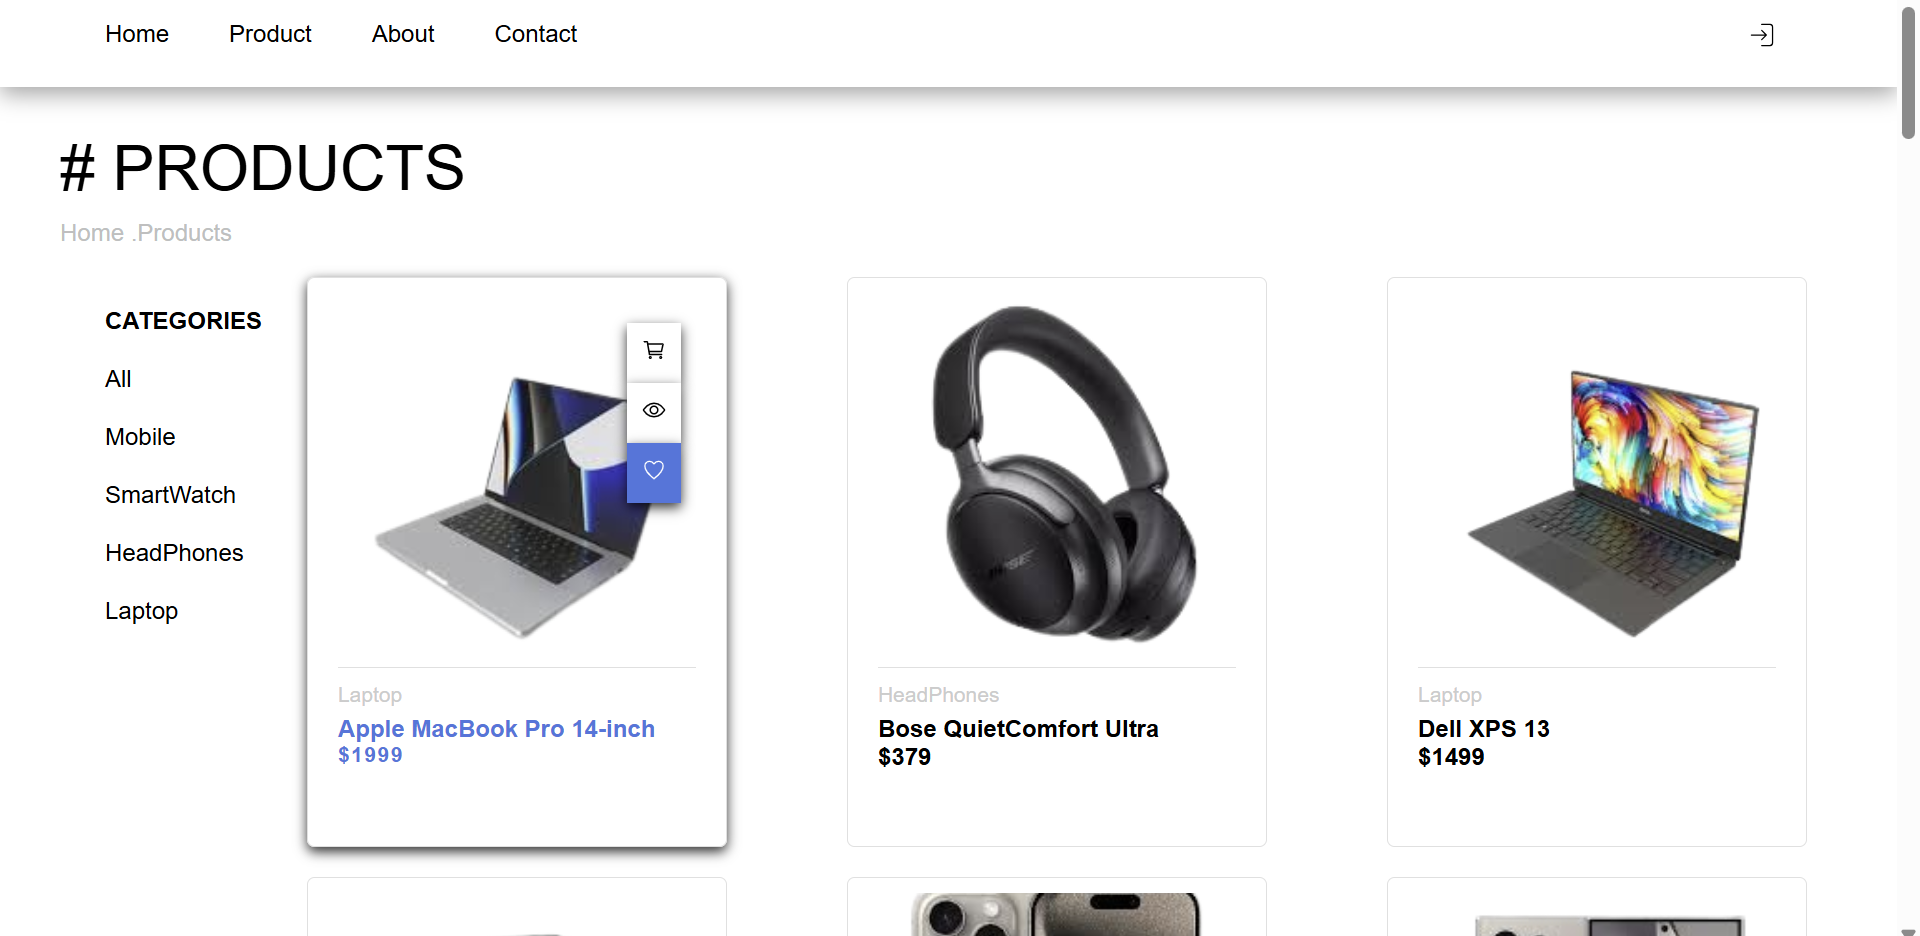 Home Product About Contact
# PRODUCTS
Home .Products
CATEGORIES
All
Mobile
SmartWatch
HeadPhones
Laptop
Laptop
Apple MacBook Pro 14-inch
$1999
HeadPhones
Bose QuietComfort Ultra
$379
Laptop
Dell XPS 13
$1499